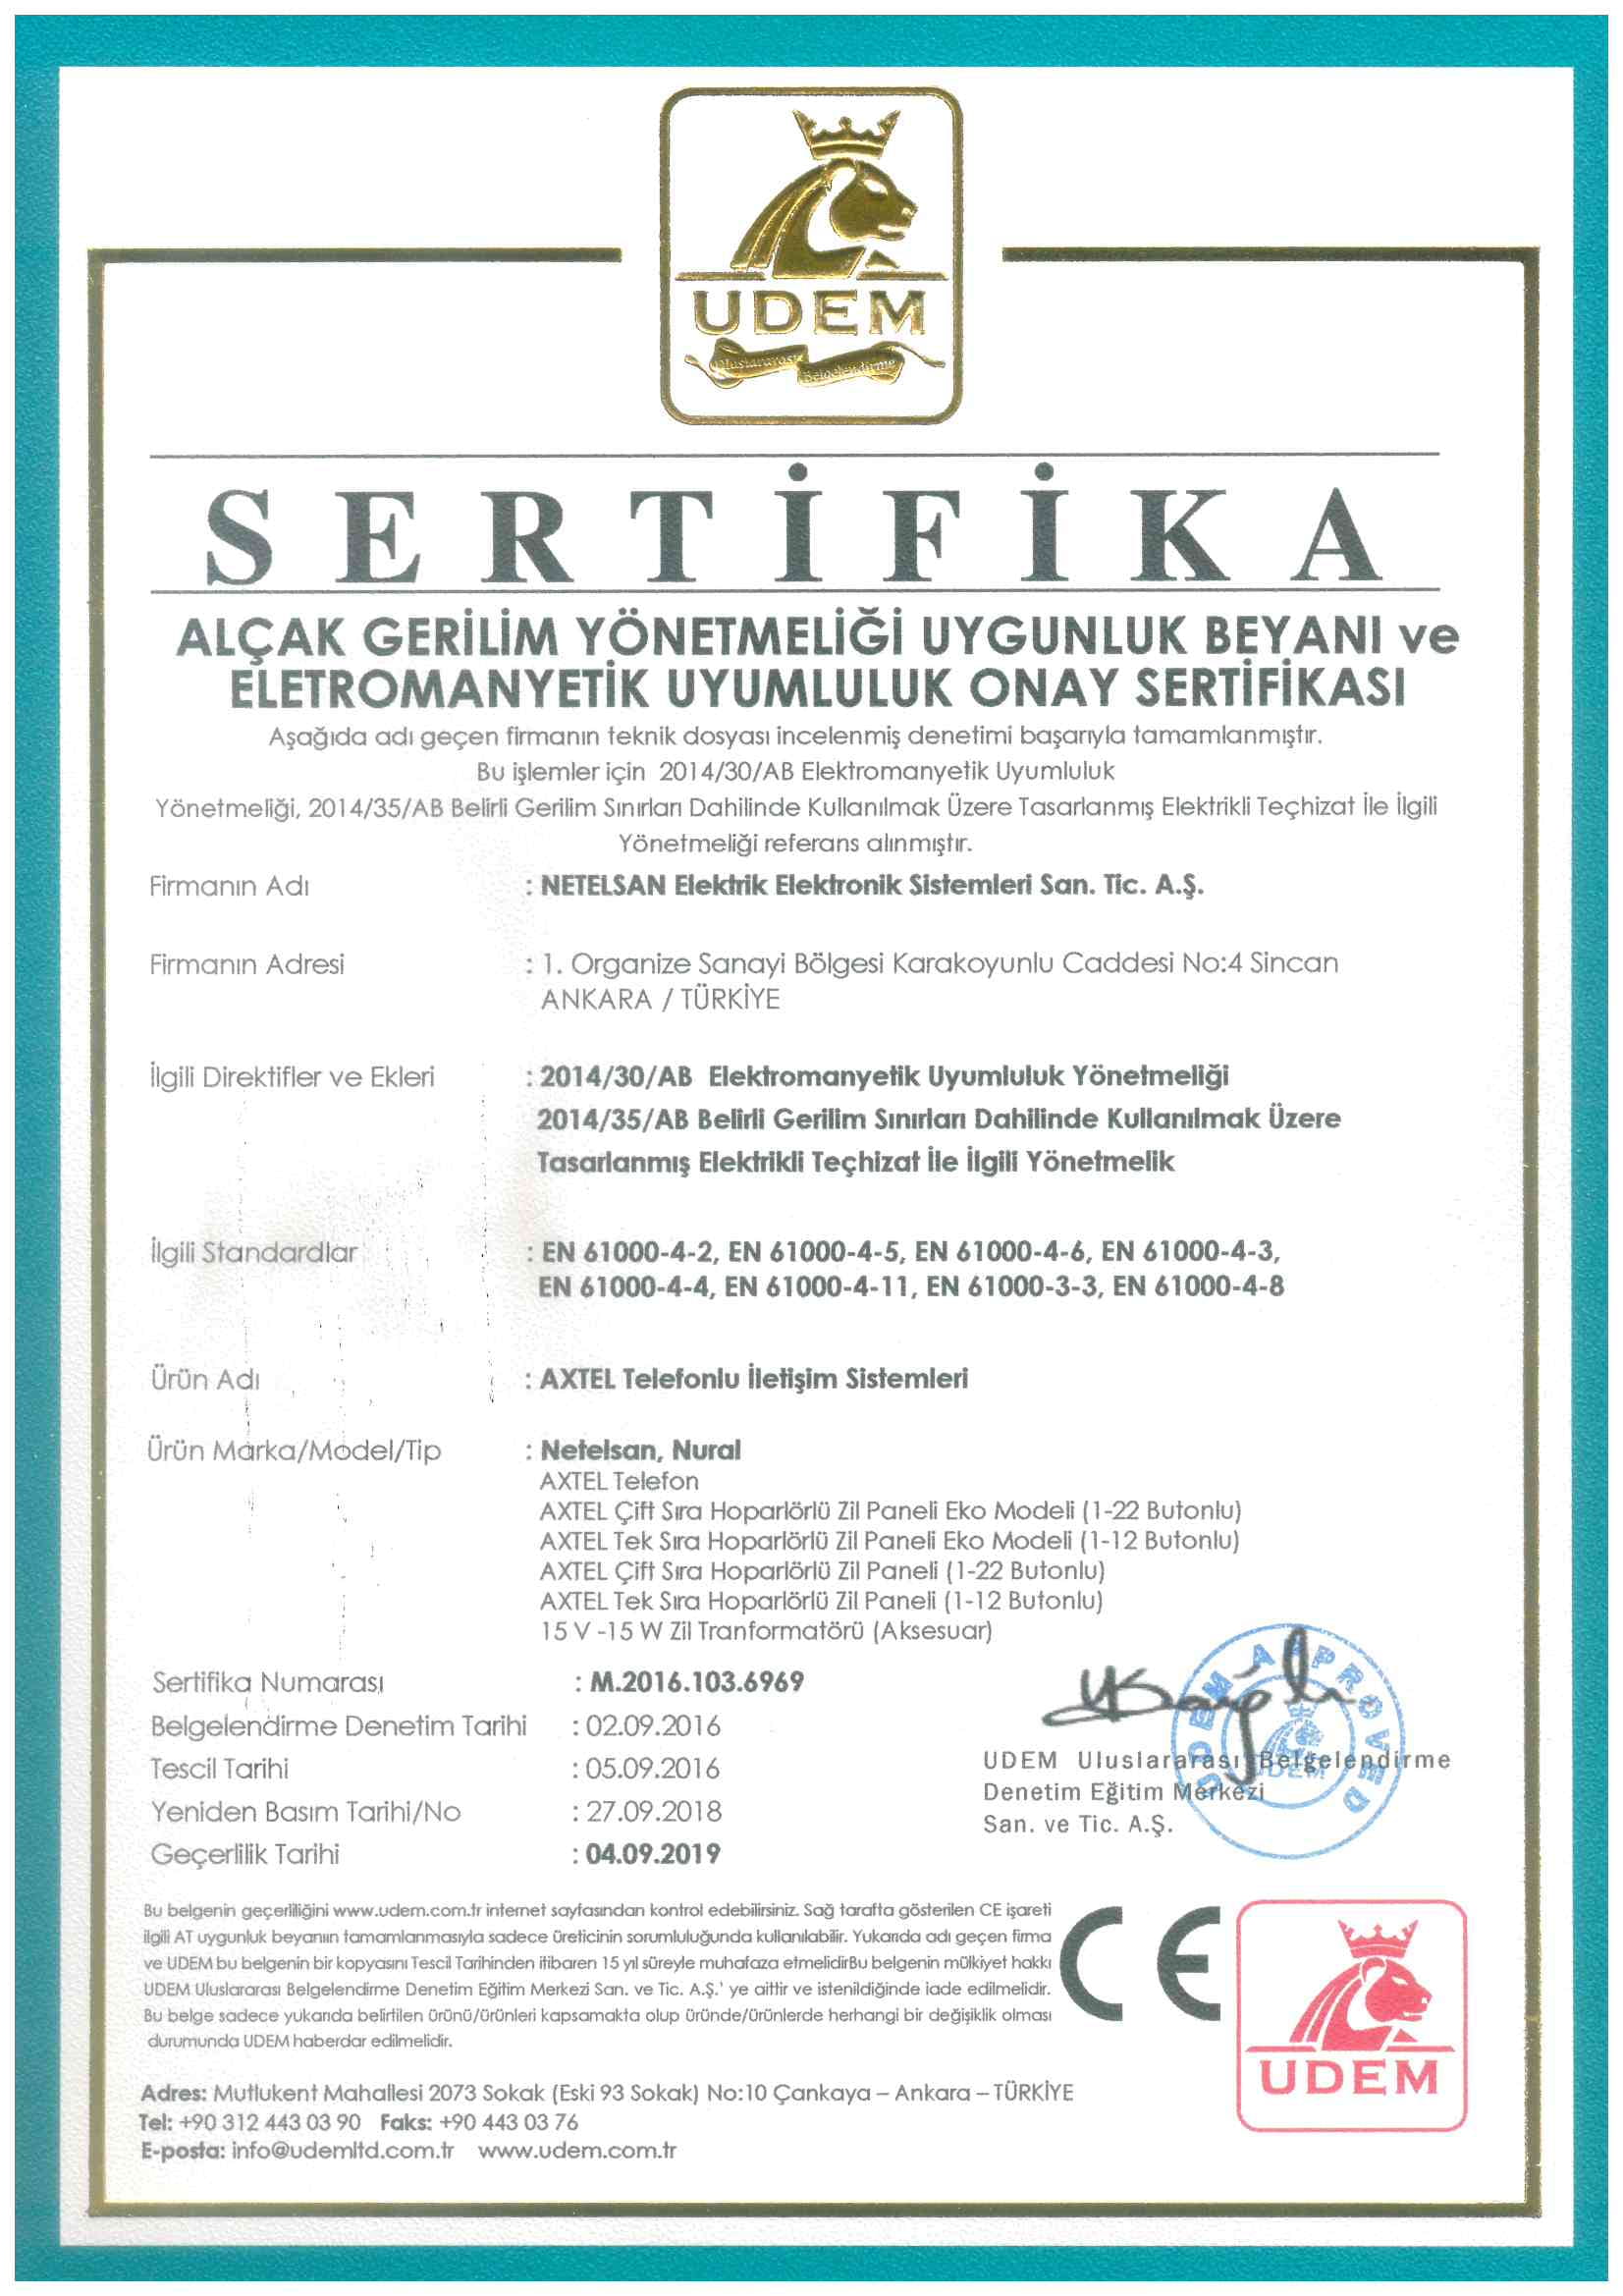 UDEM
Uluslararası Belgelendirme
SERTİFİKA
ALÇAK GERİLİM YÖNETMELİĞİ UYGUNLUK BEYANI ve
ELETROMANYETİK UYUMLULUK ONAY SERTİFİKASI
Aşağıda adı geçen firmanın teknik dosyası incelenmiş denetimi başarıyla tamamlanmıştır.
Bu işlemler için 2014/30/AB Elektromanyetik Uyumluluk
Yönetmeliği, 2014/35/AB Belirli Gerilim Sınırları Dahilinde Kullanılmak Üzere Tasarlanmış Elektrikli Teçhizat İle İlgili
Yönetmeliği referans alınmıştır.
Firmanın Adı : NETELSAN Elektrik Elektronik Sistemleri San. Tic. A.Ş.
Firmanın Adresi : 1. Organize Sanayi Bölgesi Karakoyunlu Caddesi No:4 Sincan
ANKARA / TÜRKİYE
İlgili Direktifler ve Ekleri : 2014/30/AB Elektromanyetik Uyumluluk Yönetmeliği
2014/35/AB Belirli Gerilim Sınırları Dahilinde Kullanılmak Üzere
Tasarlanmış Elektrikli Teçhizat İle İlgili Yönetmelik
İlgili Standardlar : EN 61000-4-2, EN 61000-4-5, EN 61000-4-6, EN 61000-4-3,
EN 61000-4-4, EN 61000-4-11, EN 61000-3-3, EN 61000-4-8
Ürün Adı : AXTEL Telefonlu İletişim Sistemleri
Ürün Marka/Model/Tip : Netelsan, Nural
AXTEL Telefon
AXTEL Çift Sıra Hoparlörlü Zil Paneli Eko Modeli (1-22 Butonlu)
AXTEL Tek Sıra Hoparlörlü Zil Paneli Eko Modeli (1-12 Butonlu)
AXTEL Çift Sıra Hoparlörlü Zil Paneli (1-22 Butonlu)
AXTEL Tek Sıra Hoparlörlü Zil Paneli (1-12 Butonlu)
15 V -15 W Zil Tranformatörü (Aksesuar)
Sertifika Numarası : M.2016.103.6969
Belgelendirme Denetim Tarihi : 02.09.2016
Tescil Tarihi : 05.09.2016
Yeniden Basım Tarihi/No : 27.09.2018
Geçerlilik Tarihi : 04.09.2019
UDEM APPROVED
UDEM
UDEM Uluslararası Belgelendirme
Denetim Eğitim Merkezi
San. ve Tic. A.Ş.
Bu belgenin geçerliliğini www.udem.com.tr internet sayfasından kontrol edebilirsiniz. Sağ tarafta gösterilen CE işareti
ilgili AT uygunluk beyanıın tamamlanmasıyla sadece üreticinin sorumluluğunda kullanılabilir. Yukarıda adı geçen firma
ve UDEM bu belgenin bir kopyasını Tescil Tarihinden itibaren 15 yıl süreyle muhafaza etmelidirBu belgenin mülkiyet hakkı
UDEM Uluslararası Belgelendirme Denetim Eğitim Merkezi San. ve Tic. A.Ş.' ye aittir ve istenildiğinde iade edilmelidir.
Bu belge sadece yukarıda belirtilen ürünü/ürünleri kapsamakta olup üründe/ürünlerde herhangi bir değişiklik olması
durumunda UDEM haberdar edilmelidir.
CE
UDEM
Adres: Mutlukent Mahallesi 2073 Sokak (Eski 93 Sokak) No:10 Çankaya – Ankara – TÜRKİYE
Tel: +90 312 443 03 90 Faks: +90 443 03 76
E-posta: info@udemltd.com.tr www.udem.com.tr